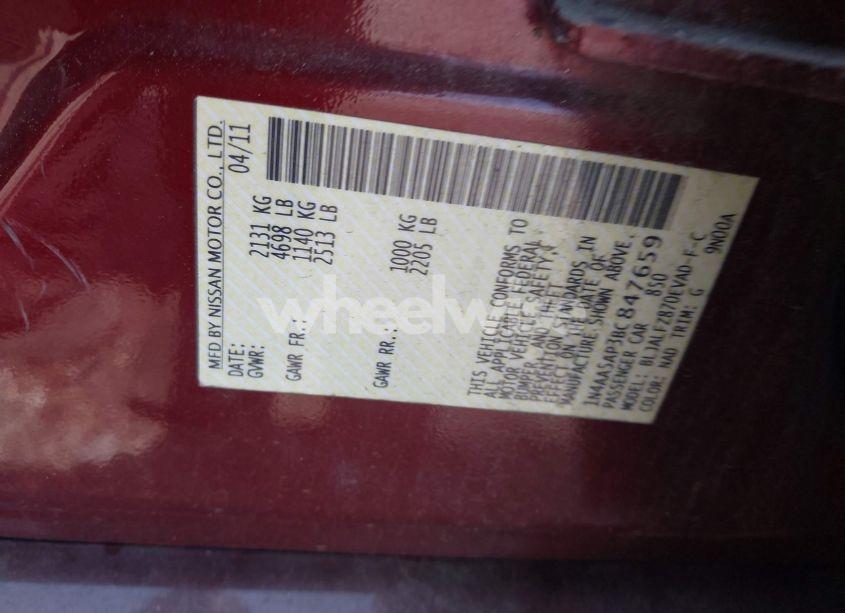 MFD BY NISSAN MOTOR CO., LTD.
DATE: 04/11
GVWR: 2131 KG
4698 LB
GAWR FR.: 1140 KG
2513 LB
GAWR RR.: 1000 KG
2205 LB
THIS VEHICLE CONFORMS TO
ALL APPLICABLE FEDERAL
MOTOR VEHICLE SAFETY,
BUMPER, AND THEFT
PREVENTION STANDARDS IN
EFFECT ON THE DATE OF
MANUFACTURE SHOWN ABOVE.
1N4AA5AP3BC847659
PASSENGER CAR 850
MODEL: BLJALFZ870EVAD-F-C
COLOR: NAD TRIM: G 9N00A